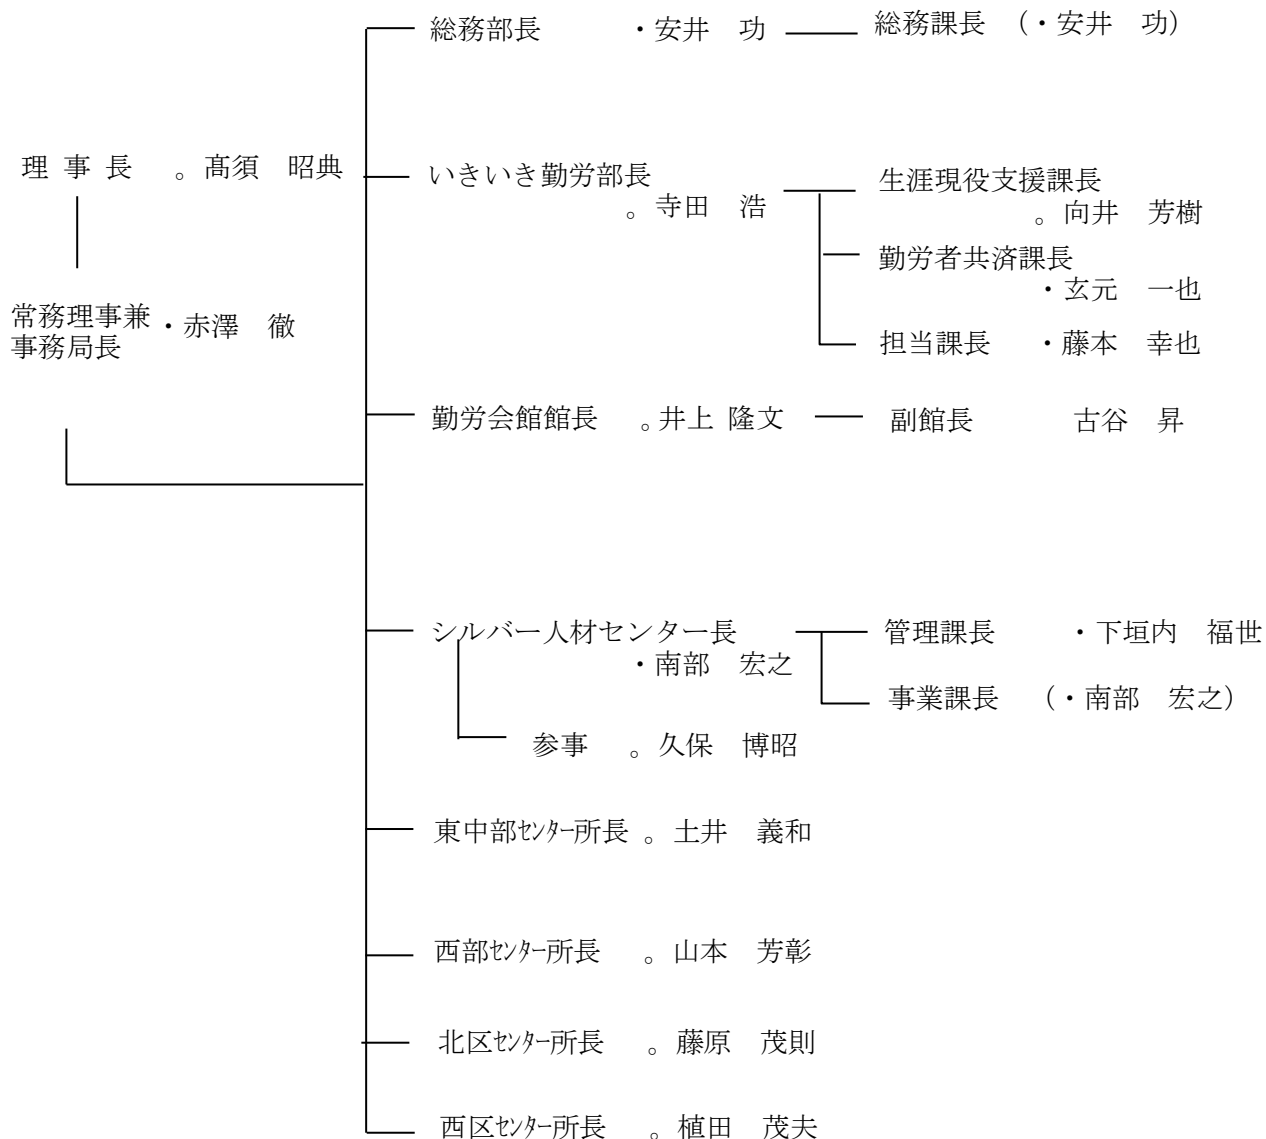 総務部長　・安井　功　総務課長　（・安井　功）
理 事 長　。髙須　昭典
いきいき勤労部長
。寺田　浩
生涯現役支援課長
。向井　芳樹
勤労者共済課長
・玄元　一也
担当課長　・藤本　幸也
常務理事兼
事務局長
・赤澤　徹
勤労会館館長　。井上 隆文　副館長　古谷　昇
シルバー人材センター長
・南部　宏之
管理課長　・下垣内　福世
事業課長　（・南部　宏之）
参事　。久保　博昭
東中部ｾﾝﾀｰ所長 。土井　義和
西部ｾﾝﾀｰ所長　。山本　芳彰
北区ｾﾝﾀｰ所長　。藤原　茂則
西区ｾﾝﾀｰ所長　。植田　茂夫